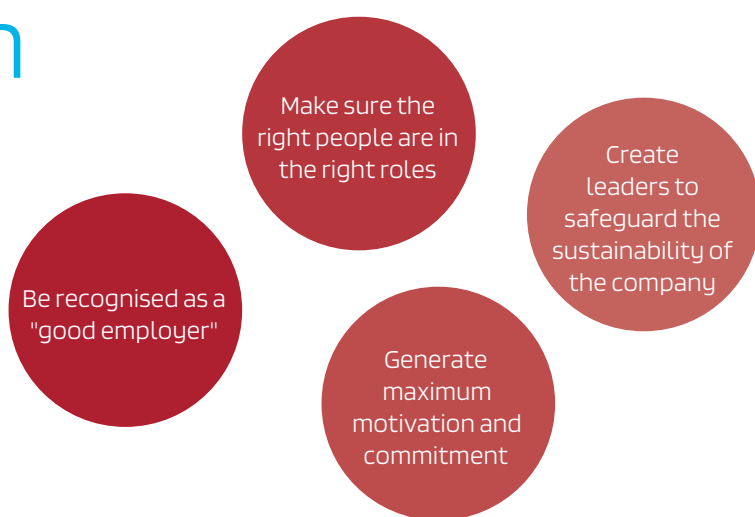 n
Make sure the
right people are in
the right roles
Create
leaders to
safeguard the
sustainability of
the company
Be recognised as a
"good employer"
Generate
maximum
motivation and
commitment